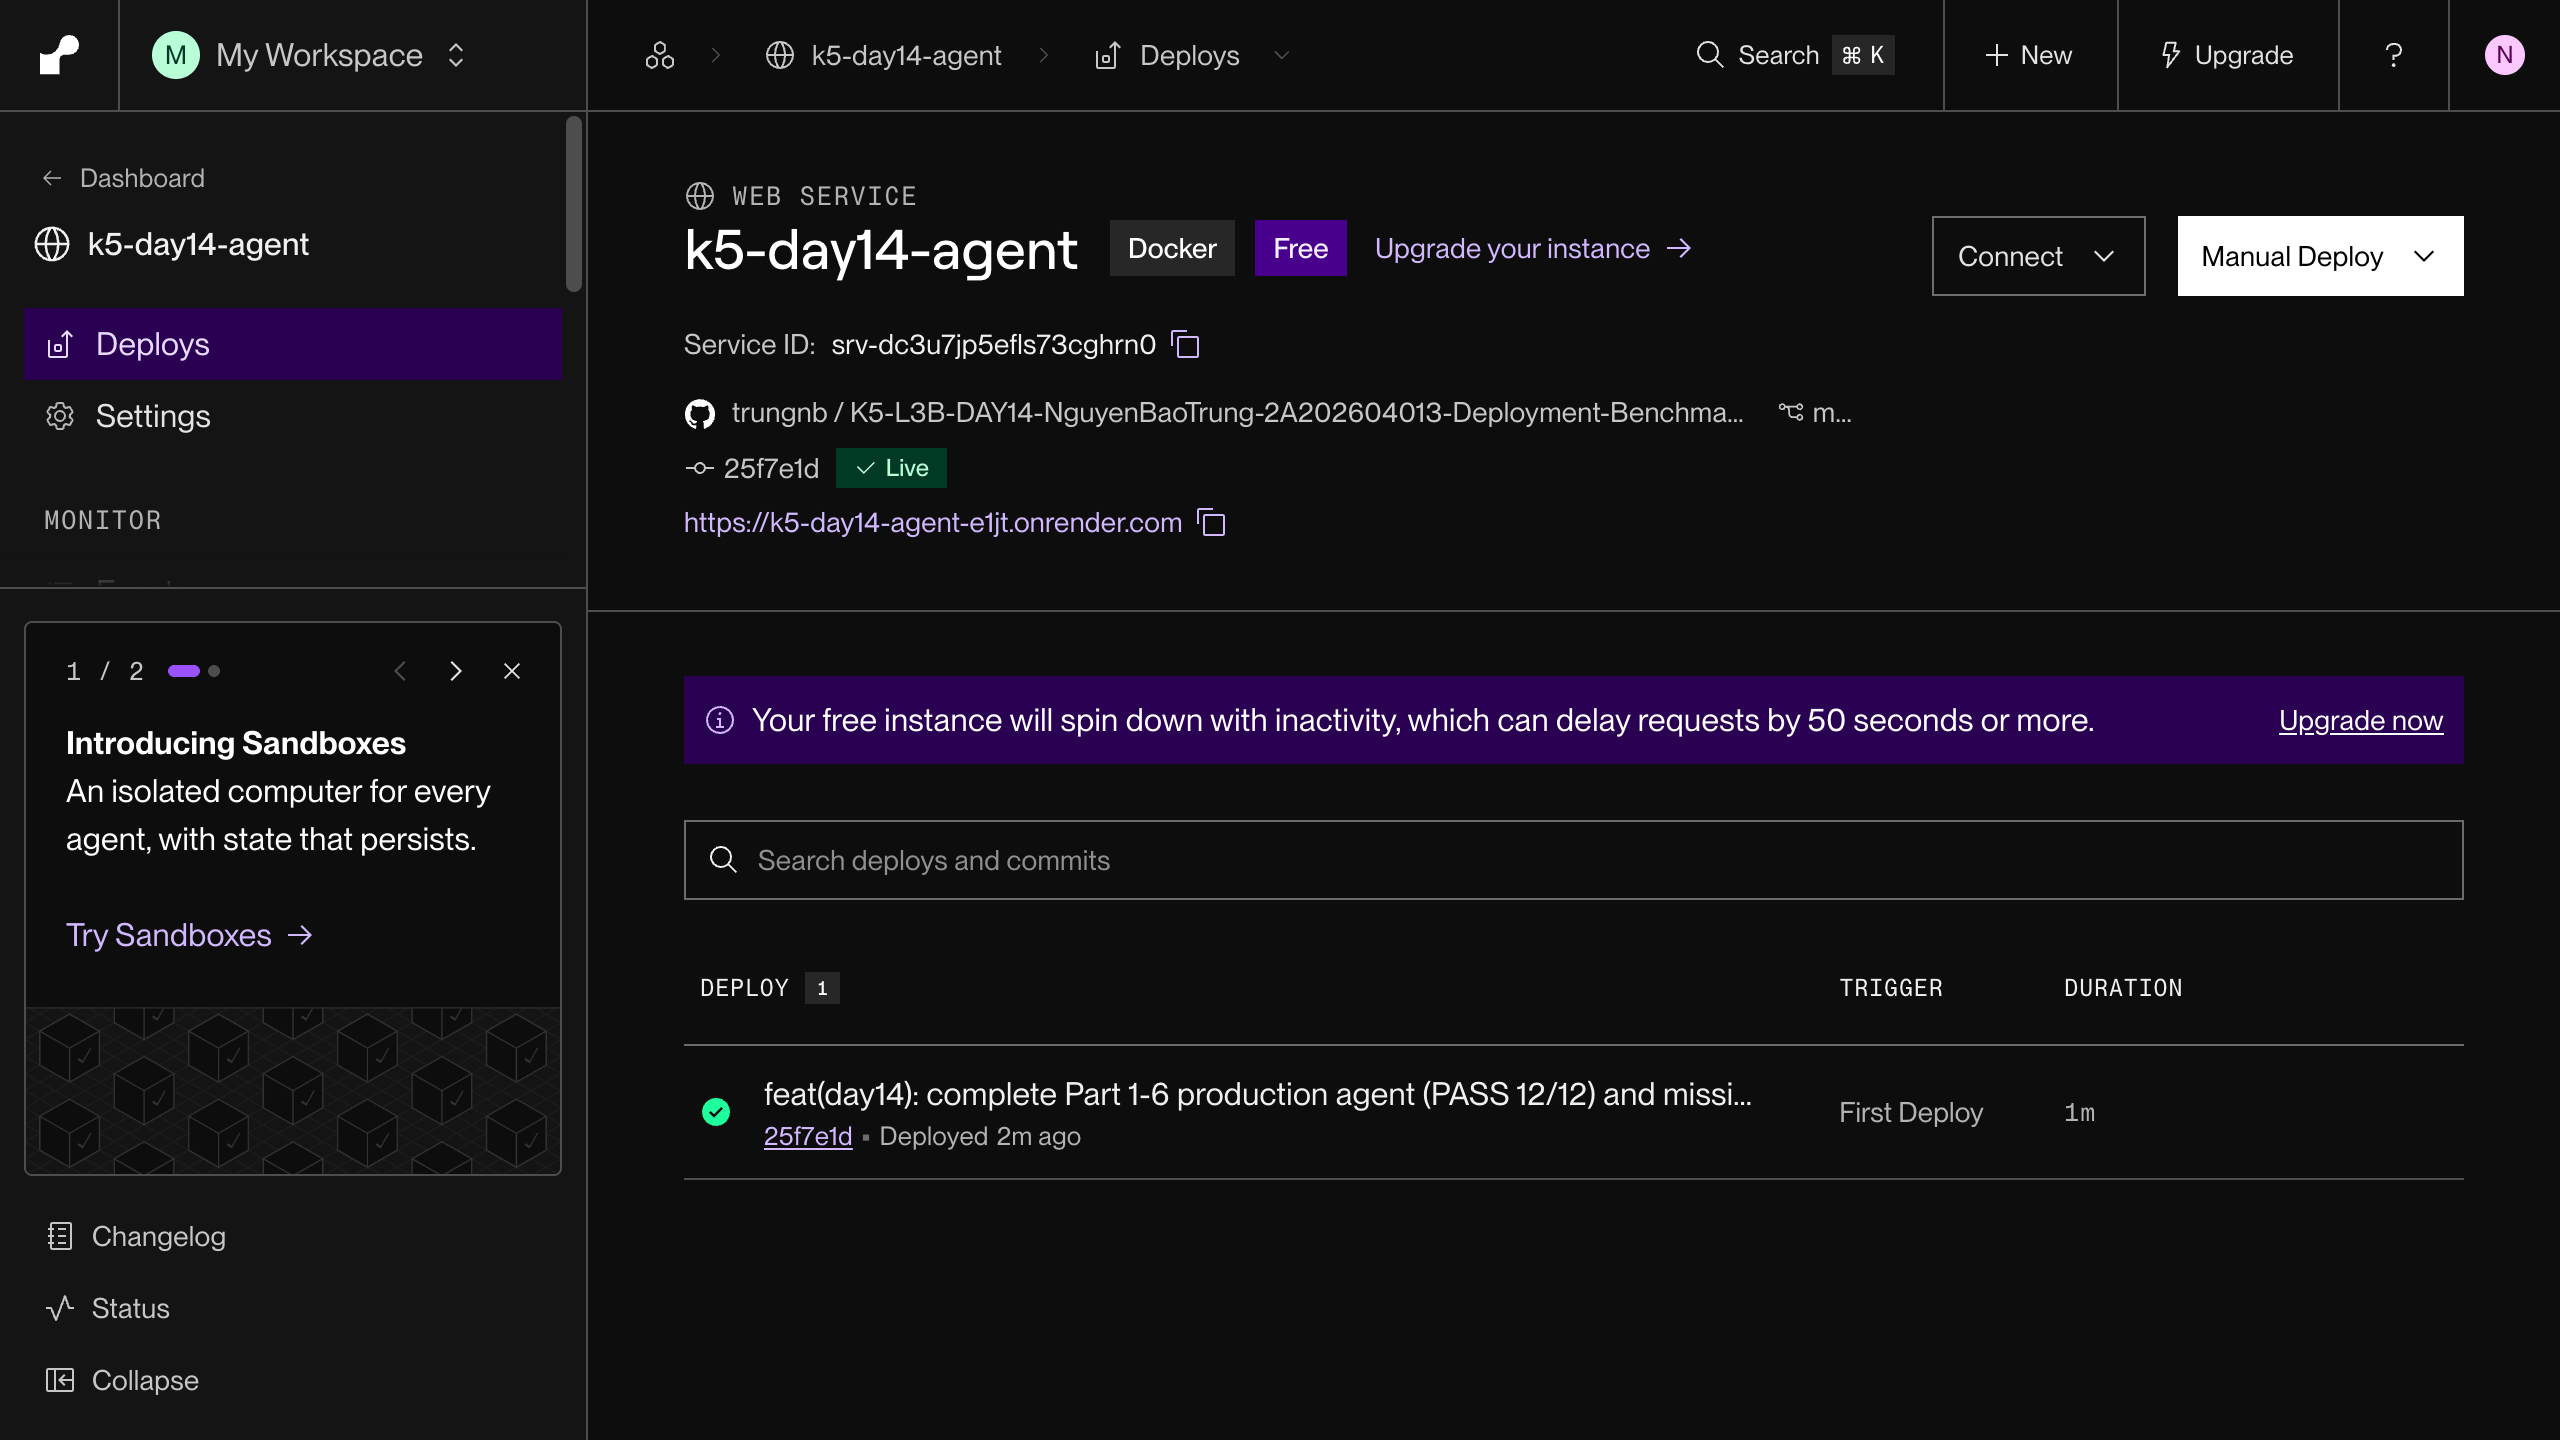 M My Workspace
k5-day14-agent
Deploys
Search ⌘ K
New
Upgrade
?
N
Dashboard
k5-day14-agent
Deploys
Settings
MONITOR
1 / 2
Introducing Sandboxes
An isolated computer for every
agent, with state that persists.
Try Sandboxes
Changelog
Status
Collapse
WEB SERVICE
k5-day14-agent Docker Free Upgrade your instance
Connect
Manual Deploy
Service ID: srv-dc3u7jp5efls73cghrn0
trungnb / K5-L3B-DAY14-NguyenBaoTrung-2A202604013-Deployment-Benchma... m...
25f7e1d Live
https://k5-day14-agent-e1jt.onrender.com
Your free instance will spin down with inactivity, which can delay requests by 50 seconds or more. Upgrade now
Search deploys and commits
DEPLOY 1 TRIGGER DURATION
feat(day14): complete Part 1-6 production agent (PASS 12/12) and missi...
25f7e1d Deployed 2m ago
First Deploy
1m